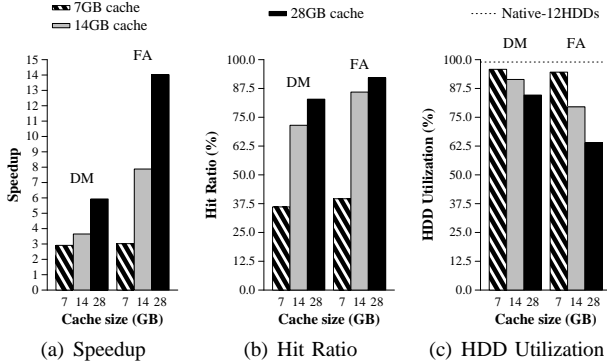 7GB cache
14GB cache
28GB cache
Native-12HDDs
Speedup
15
14
13
12
11
10
9
8
7
6
5
4
3
2
1
0
DM
FA
7 14 28 7 14 28
Cache size (GB)
(a) Speedup
Hit Ratio (%)
100.0
87.5
75.0
62.5
50.0
37.5
25.0
12.5
0.0
DM
FA
7 14 28 7 14 28
Cache size (GB)
(b) Hit Ratio
HDD Utilization (%)
100.0
87.5
75.0
62.5
50.0
37.5
25.0
12.5
0.0
DM
FA
7 14 28 7 14 28
Cache size (GB)
(c) HDD Utilization